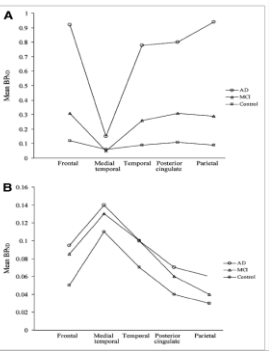 A
Mean BPND
1
0.9
0.8
0.7
0.6
0.5
0.4
0.3
0.2
0.1
0
Frontal
Medial
temporal
Temporal
Posterior
cingulate
Parietal
AD
MCI
Control
B
Mean BPND
0.16
0.14
0.12
0.1
0.08
0.06
0.04
0.02
0
Frontal
Medial
temporal
Temporal
Posterior
cingulate
Parietal
AD
MCI
Control